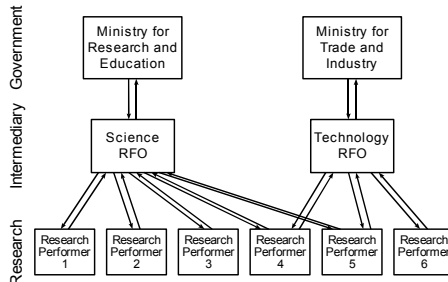 Government
Ministry for
Research and
Education
Ministry for
Trade and
Industry
Intermediary
Science
RFO
Technology
RFO
Research
Research
Performer
1
Research
Performer
2
Research
Performer
3
Research
Performer
4
Research
Performer
5
Research
Performer
6